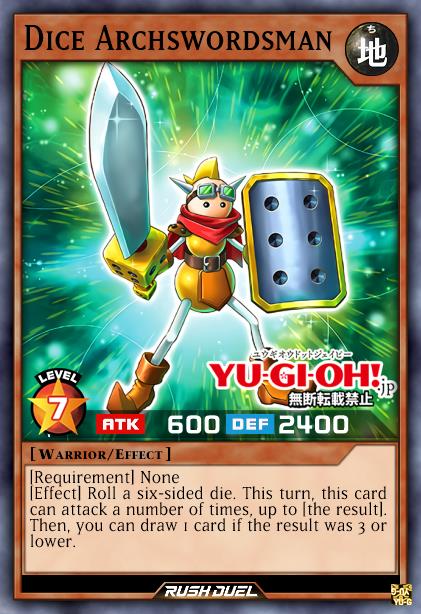 DICE ARCHSWORDSMAN
ち
地
ユウギオウドットジェイピー
YU-GI-OH!.jp
無断転載禁止
LEVEL
7
ATK 600 DEF 2400
[ WARRIOR/EFFECT ]
[Requirement] None
[Effect] Roll a six-sided die. This turn, this card
can attack a number of times, up to [the result].
Then, you can draw 1 card if the result was 3 or
lower.
RUSH DUEL